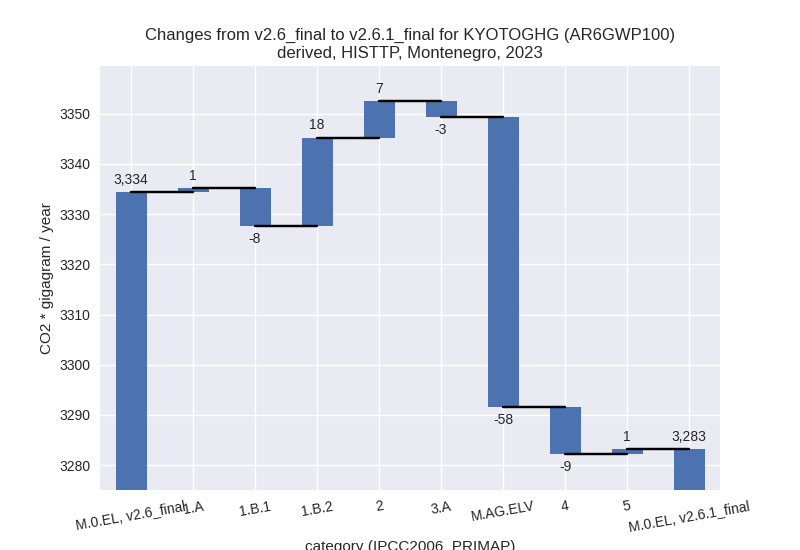 Changes from v2.6_final to v2.6.1_final for KYOTOGHG (AR6GWP100)
derived, HISTTP, Montenegro, 2023
CO2 * gigagram / year
3350
3340
3330
3320
3310
3300
3290
3280
3,334
1
-8
18
7
-3
-58
-9
1
3,283
M.0.EL, v2.6_final
1.A
1.B.1
1.B.2
2
3.A
M.AG.ELV
4
5
M.0.EL, v2.6.1_final
category (IPCC2006_PRIMAP)